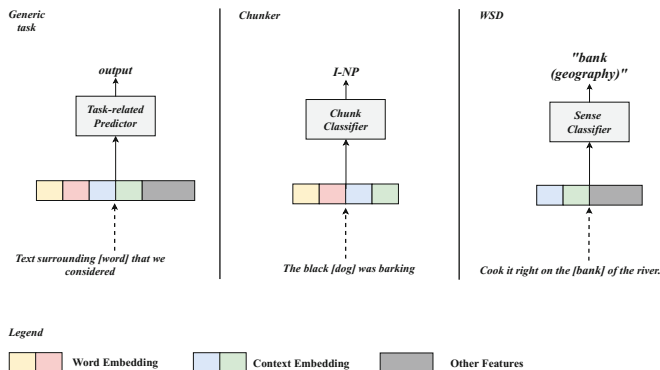 Generic
task
output
Task-related
Predictor
Text surrounding [word] that we
considered
Chunker
I-NP
Chunk
Classifier
The black [dog] was barking
WSD
"bank
(geography)"
Sense
Classifier
Cook it right on the [bank] of the river.
Legend
Word Embedding
Context Embedding
Other Features